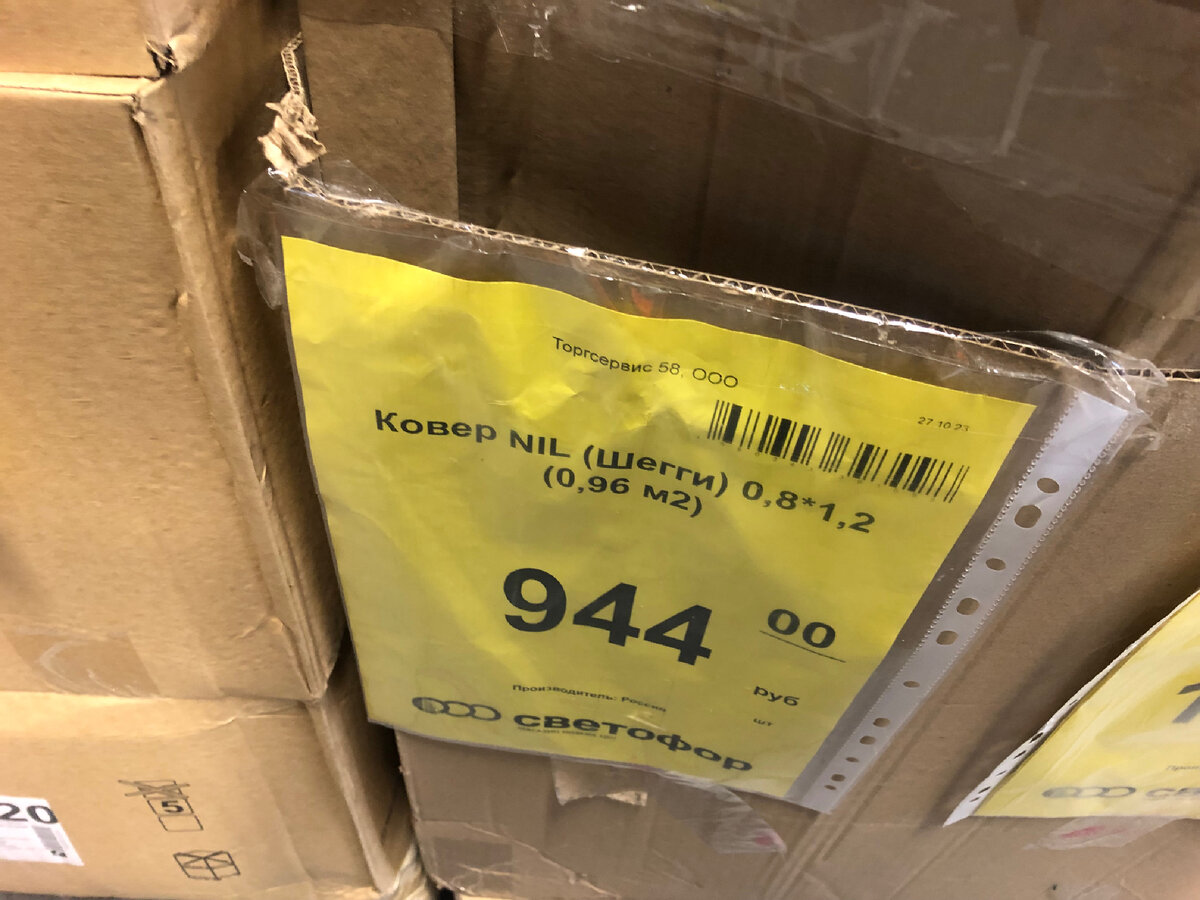 Торгсервис 58, ООО
27.10.23
Ковер NIL (Шегги) 0,8*1,2
(0,96 м2)
944 00
руб
шт
Производитель: Россия
светофор
20
5